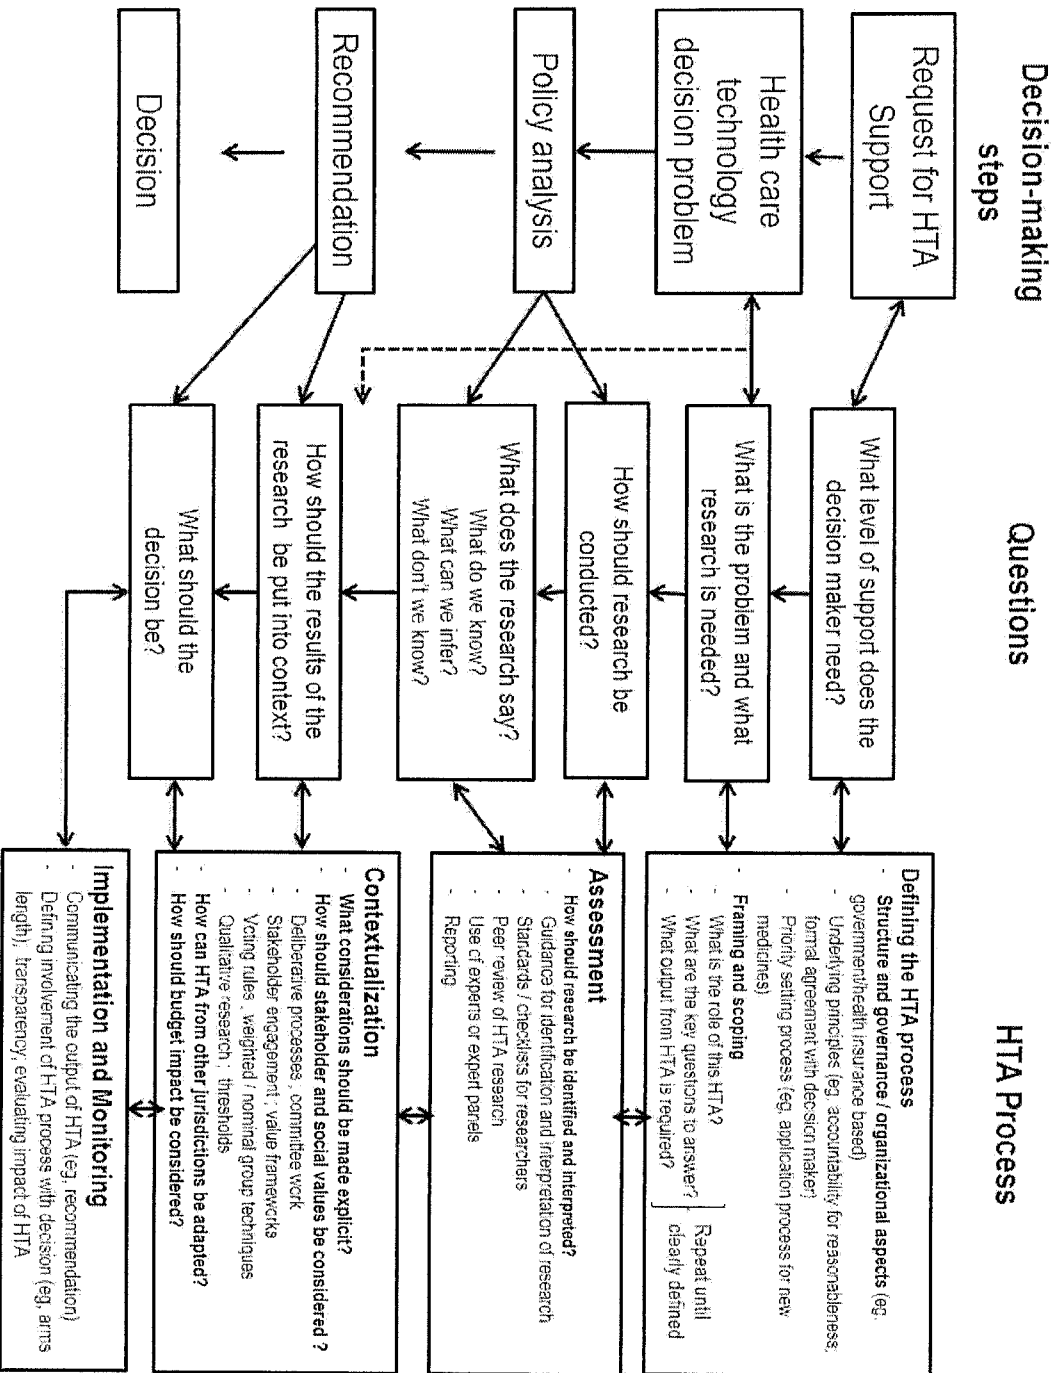 Decision-making
steps
Request for HTA
Support
Health care
technology
decision problem
Policy analysis
Recommendation
Decision
Questions
What level of support does the
decision maker need?
What is the problem and what
research is needed?
How should research be
conducted?
What does the research say?
What do we know?
What can we infer?
What don't we know?
How should the results of the
research be put into context?
What should the
decision be?
HTA Process
Defining the HTA process
- Structure and governance / organizational aspects (eg,
government/health insurance based)
- Underlying principles (eg, accountability for reasonableness;
formal agreement with decision maker)
- Priority setting process (eg, application process for new
medicines)
- Framing and scoping
- What is the role of this HTA?
- What are the key questions to answer?
- What output from HTA is required?
Repeat until
clearly defined
Assessment
- How should research be identified and interpreted?
- Guidance for identification and interpretation of research
- Standards / checklists for researchers
- Peer review of HTA research
- Use of experts or expert panels
- Reporting
Contextualization
- What considerations should be made explicit?
- How should stakeholder and social values be considered ?
- Deliberative processes ; committee work
- Stakeholder engagement ; value frameworks
- Voting rules, weighted / nominal group techniques
- Qualitative research ; thresholds
- How can HTA from other jurisdictions be adapted?
- How should budget impact be considered?
Implementation and Monitoring
- Communicating the output of HTA (eg, recommendation)
- Defining involvement of HTA process with decision (eg, arms
length); transparency; evaluating impact of HTA